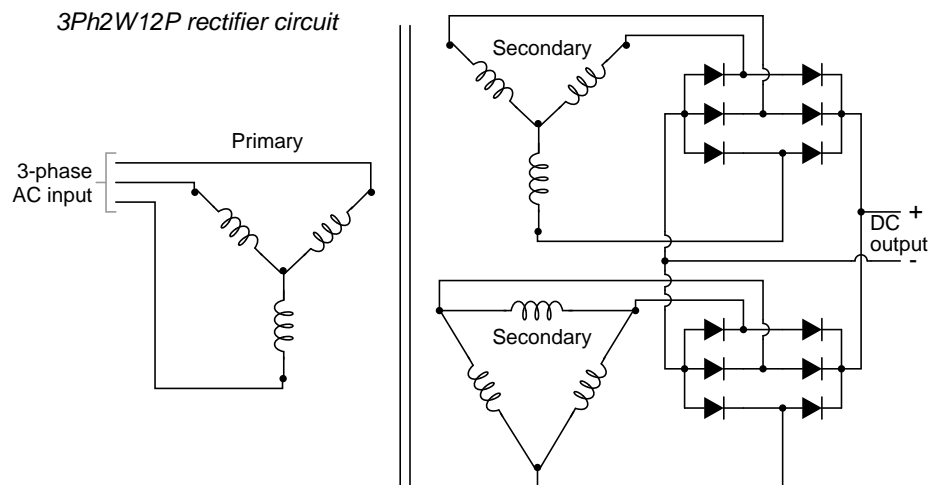 3Ph2W12P rectifier circuit
Secondary
Primary
3-phase
AC input
+
DC
output
-
Secondary